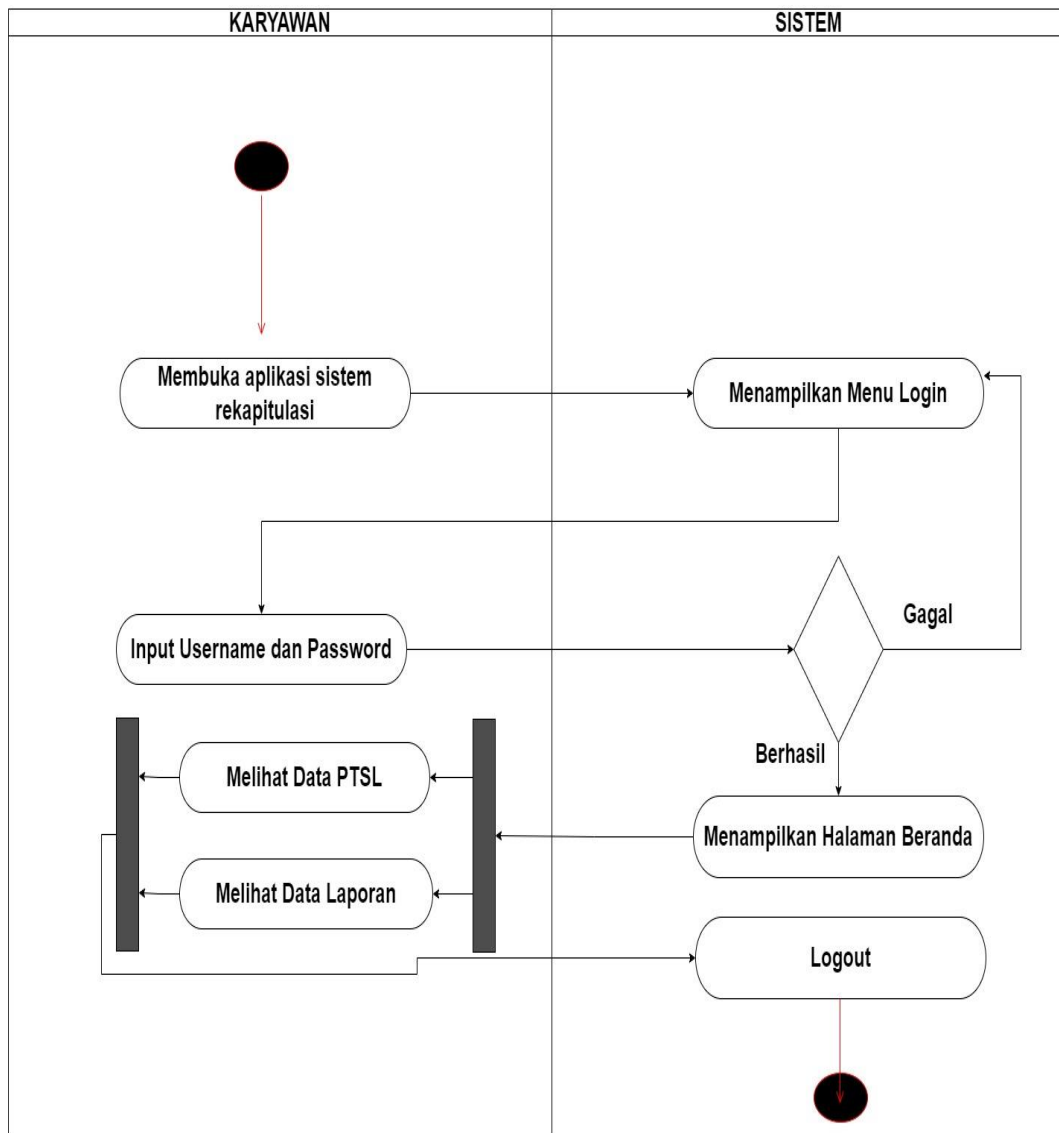 KARYAWAN
SISTEM
Membuka aplikasi sistem
rekapitulasi
Menampilkan Menu Login
Gagal
Input Username dan Password
Berhasil
Melihat Data PTSL
Menampilkan Halaman Beranda
Melihat Data Laporan
Logout